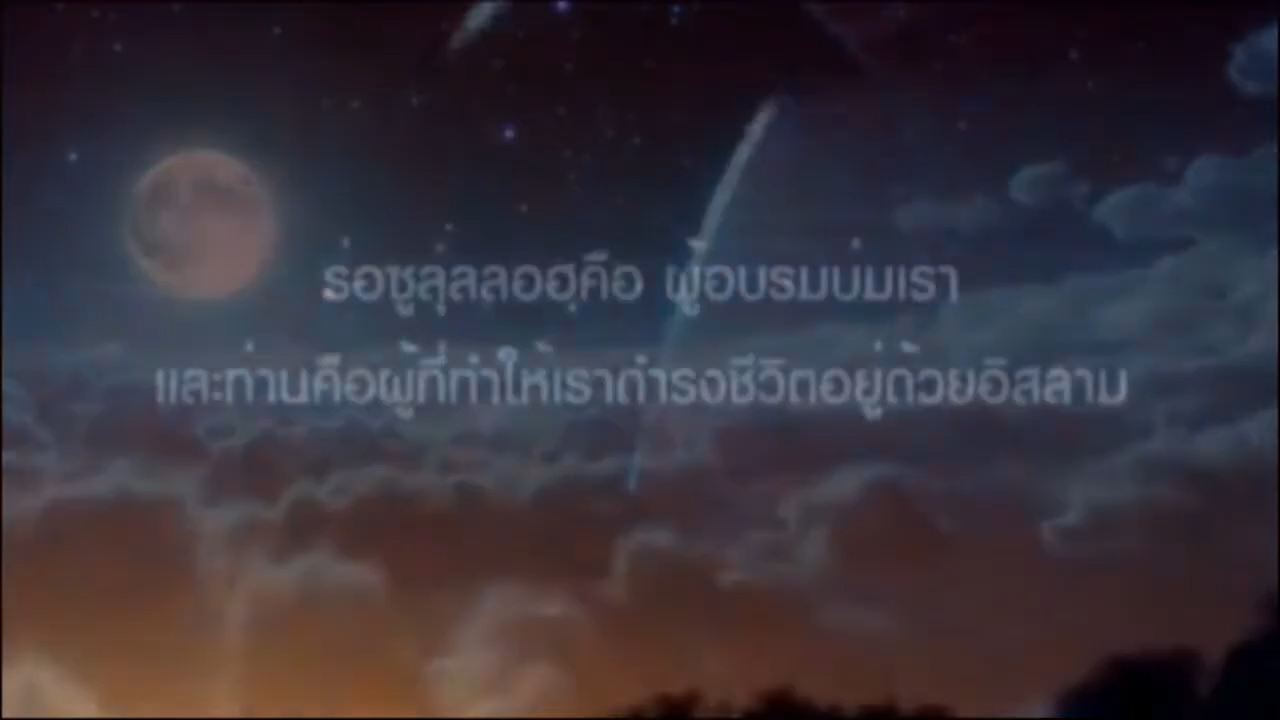 ร่อซูลุลลอฮฺคือ ผู้อบรมบ่มเรา
และท่านคือผู้ที่ทำให้เราดำรงชีวิตอยู่ด้วยอิสลาม